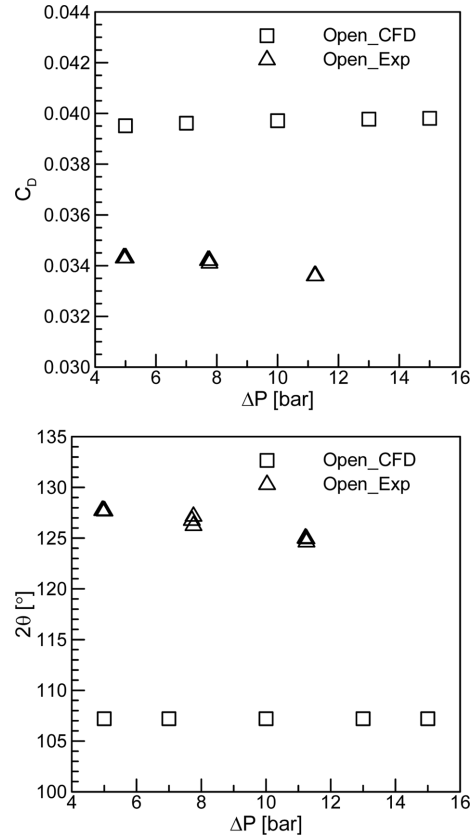 0.044
Open_CFD
Open_Exp
0.042
0.040
0.038
C_D
0.036
0.034
0.032
0.030
4 6 8 10 12 14 16
ΔP [bar]
135
Open_CFD
Open_Exp
130
125
120
2θ [°]
115
110
105
100
4 6 8 10 12 14 16
ΔP [bar]